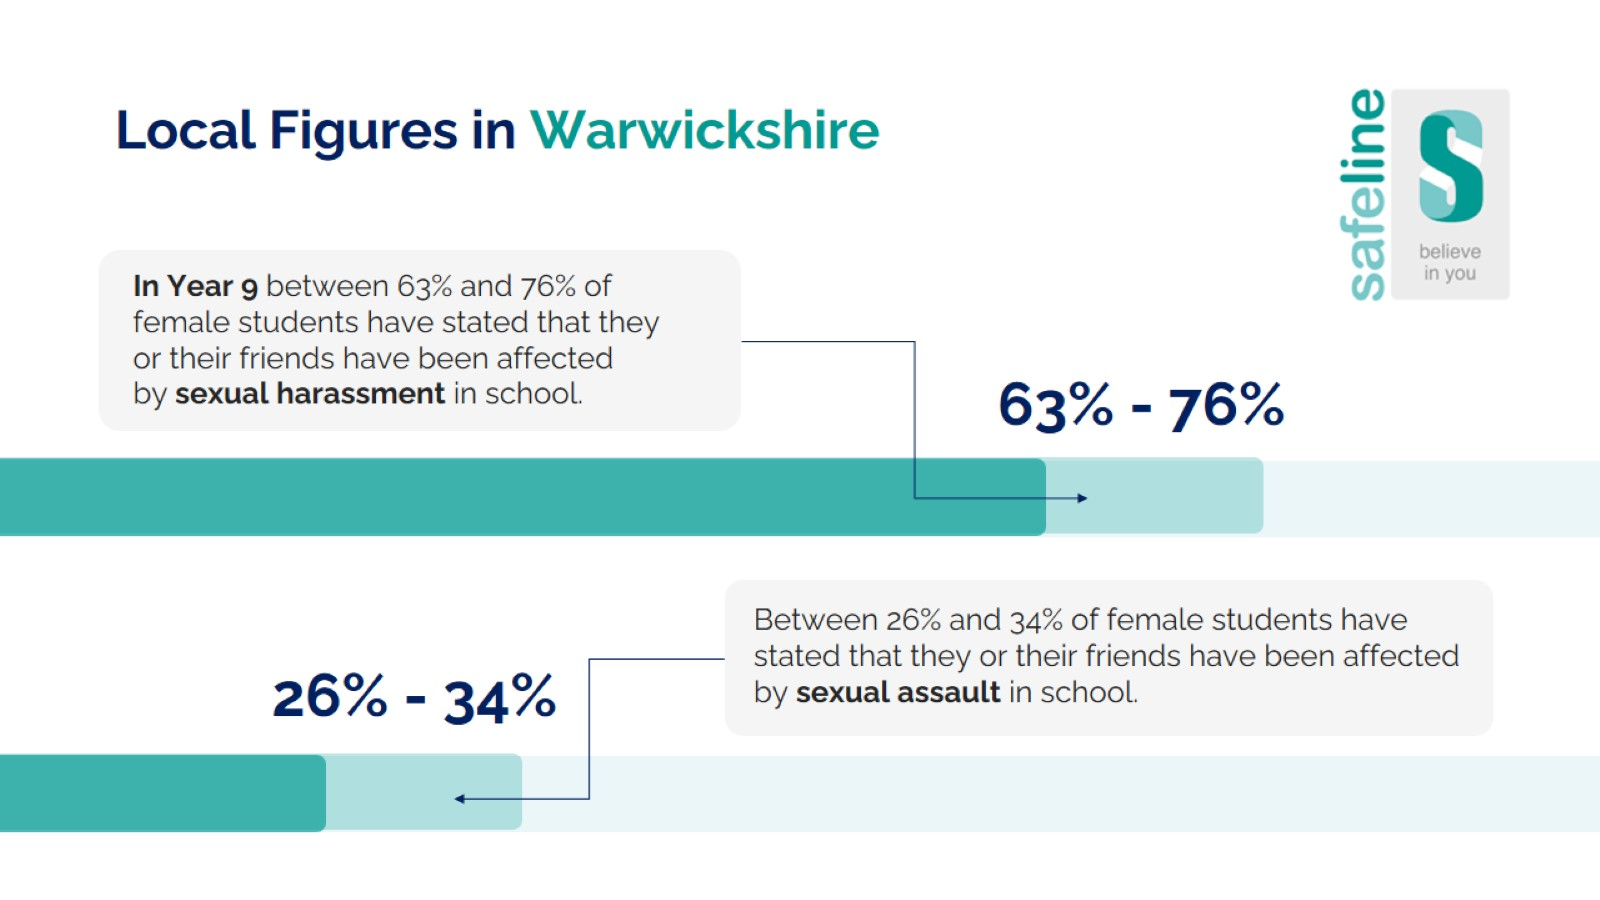 Local Figures in Warwickshire
safeline
believe
in you
In Year 9 between 63% and 76% of
female students have stated that they
or their friends have been affected
by sexual harassment in school.
63% - 76%
Between 26% and 34% of female students have
stated that they or their friends have been affected
by sexual assault in school.
26% - 34%